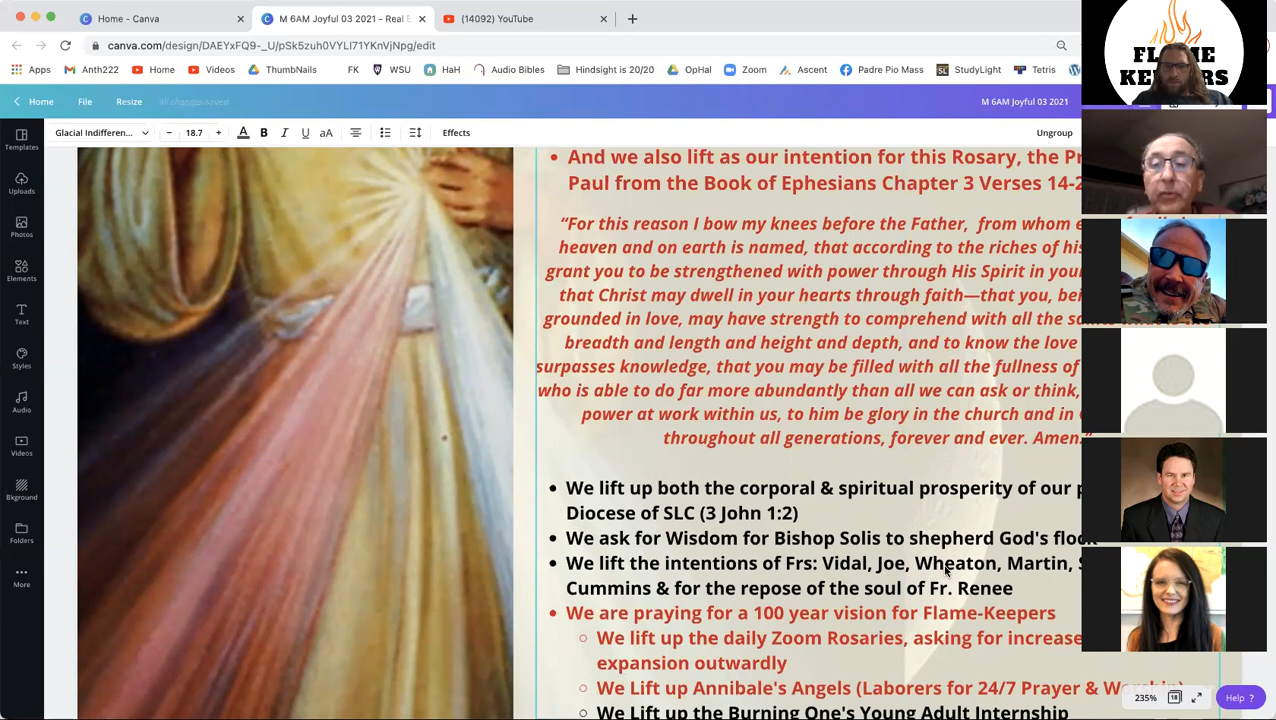 Home - Canva
M 6AM Joyful 03 2021 - Real E
(14092) YouTube
canva.com/design/DAEYxFQ9-_U/pSk5zuh0VYLI71YKnVjNpg/edit
Apps
Anth222
Home
Videos
ThumbNails
FK
WSU
HaH
Audio Bibles
Hindsight is 20/20
OpHal
Zoom
Ascent
Padre Pio Mass
StudyLight
Tetris
Home
File
Resize
All changes saved
M 6AM Joyful 03 2021
Glacial Indifferen...
18.7
aA
Effects
Ungroup
Templates
Uploads
Photos
Elements
Text
Styles
Audio
Videos
Bkground
Folders
More
• And we also lift as our intention for this Rosary, the Pr
Paul from the Book of Ephesians Chapter 3 Verses 14-2
“For this reason I bow my knees before the Father, from whom e
heaven and on earth is named, that according to the riches of his
grant you to be strengthened with power through His Spirit in your
that Christ may dwell in your hearts through faith—that you, bei
grounded in love, may have strength to comprehend with all the sa
breadth and length and height and depth, and to know the love
surpasses knowledge, that you may be filled with all the fullness of
who is able to do far more abundantly than all we can ask or think,
power at work within us, to him be glory in the church and in
throughout all generations, forever and ever. Amen.”
• We lift up both the corporal & spiritual prosperity of our p
Diocese of SLC (3 John 1:2)
• We ask for Wisdom for Bishop Solis to shepherd God's flock
• We lift the intentions of Frs: Vidal, Joe, Wheaton, Martin, S
Cummins & for the repose of the soul of Fr. Renee
• We are praying for a 100 year vision for Flame-Keepers
○ We lift up the daily Zoom Rosaries, asking for increase
expansion outwardly
○ We Lift up Annibale's Angels (Laborers for 24/7 Prayer & Worship)
○ We Lift up the Burning One's Young Adult Internship
FLAME
KEEPERS
235%
18
Help ?